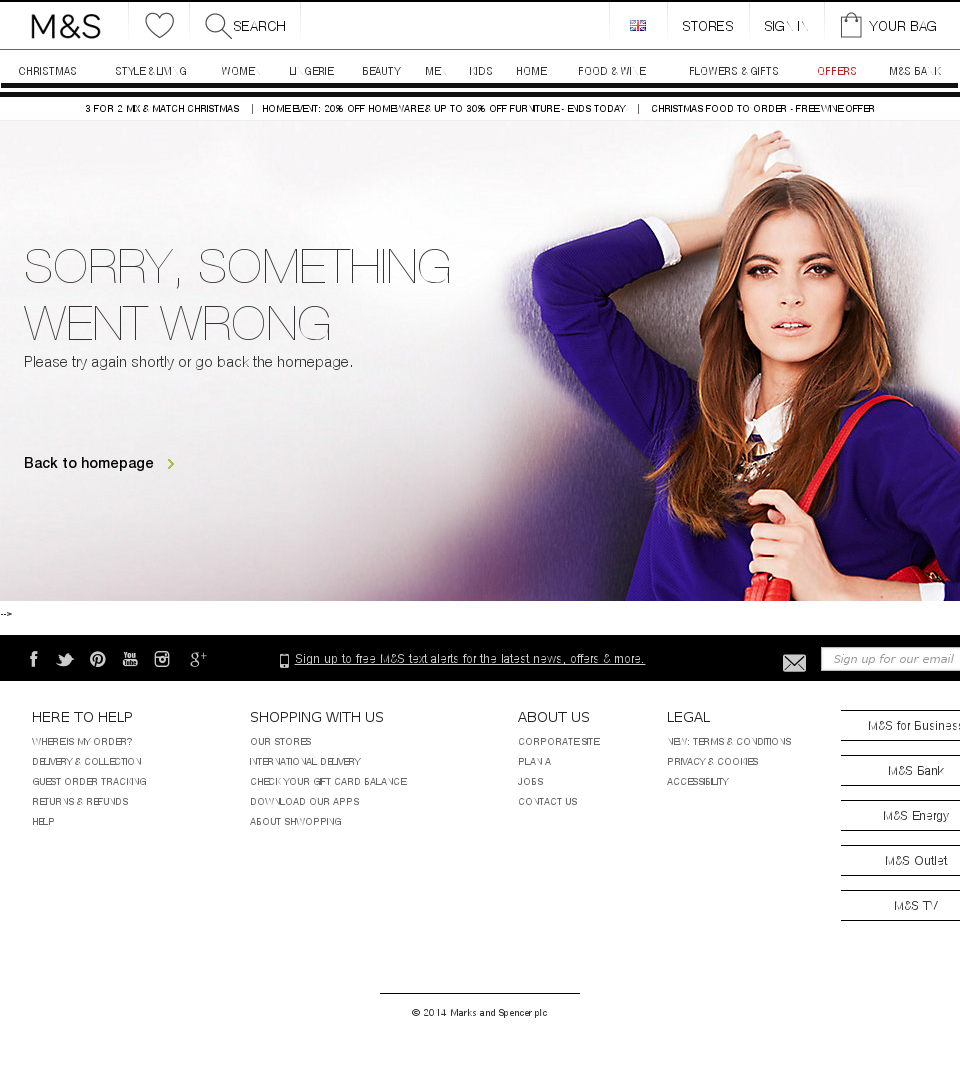 M&S
SEARCH
STORES
SIGN IN
YOUR BAG
CHRISTMAS
STYLE & LIVING
WOMEN
LINGERIE
BEAUTY
MEN
KIDS
HOME
FOOD & WINE
FLOWERS & GIFTS
OFFERS
M&S BANK
3 FOR 2 MIX & MATCH CHRISTMAS | HOME EVENT: 20% OFF HOMEWARE & UP TO 30% OFF FURNITURE - ENDS TODAY | CHRISTMAS FOOD TO ORDER - FREE WINE OFFER
SORRY, SOMETHING
WENT WRONG
Please try again shortly or go back the homepage.
Back to homepage
-->
You
Tube
Sign up to free M&S text alerts for the latest news, offers & more.
Sign up for our email
HERE TO HELP
WHERE IS MY ORDER?
DELIVERY & COLLECTION
GUEST ORDER TRACKING
RETURNS & REFUNDS
HELP
SHOPPING WITH US
OUR STORES
INTERNATIONAL DELIVERY
CHECK YOUR GIFT CARD BALANCE
DOWNLOAD OUR APPS
ABOUT SHWOPPING
ABOUT US
CORPORATE SITE
PLAN A
JOBS
CONTACT US
LEGAL
NEW: TERMS & CONDITIONS
PRIVACY & COOKIES
ACCESSIBILITY
M&S for Business
M&S Bank
M&S Energy
M&S Outlet
M&S TV
© 2014 Marks and Spencer plc